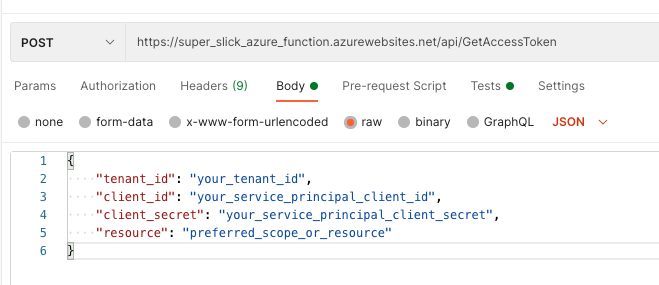 POST https://super_slick_azure_function.azurewebsites.net/api/GetAccessToken
Params Authorization Headers (9) Body Pre-request Script Tests Settings
none form-data x-www-form-urlencoded raw binary GraphQL JSON
1 {
2 ····"tenant_id": "your_tenant_id",
3 ····"client_id": "your_service_principal_client_id",
4 ····"client_secret": "your_service_principal_client_secret",
5 ····"resource": "preferred_scope_or_resource"
6 }